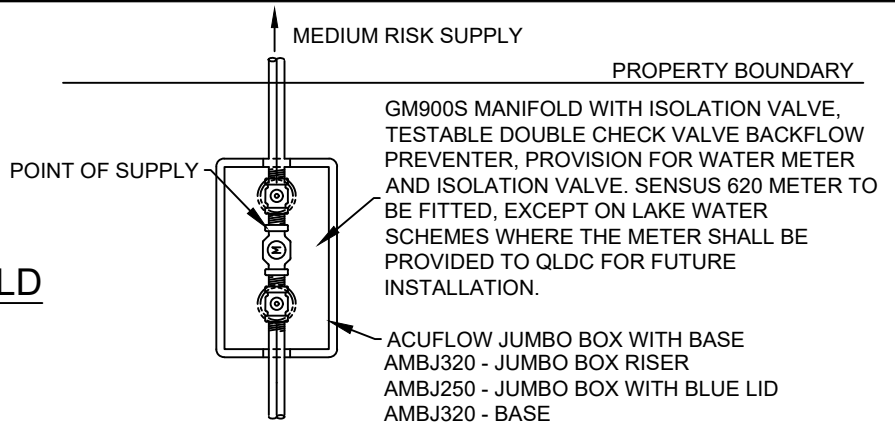 MEDIUM RISK SUPPLY
PROPERTY BOUNDARY
GM900S MANIFOLD WITH ISOLATION VALVE,
TESTABLE DOUBLE CHECK VALVE BACKFLOW
PREVENTER, PROVISION FOR WATER METER
AND ISOLATION VALVE. SENSUS 620 METER TO
BE FITTED, EXCEPT ON LAKE WATER
SCHEMES WHERE THE METER SHALL BE
PROVIDED TO QLDC FOR FUTURE
INSTALLATION.
POINT OF SUPPLY
M
LD
ACUFLOW JUMBO BOX WITH BASE
AMBJ320 - JUMBO BOX RISER
AMBJ250 - JUMBO BOX WITH BLUE LID
AMBJ320 - BASE